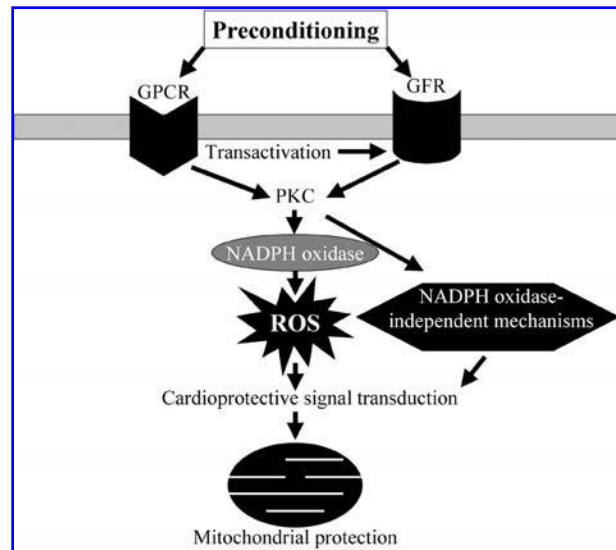 Preconditioning
GPCR
GFR
Transactivation
PKC
NADPH oxidase
ROS
NADPH oxidase-
independent mechanisms
Cardioprotective signal transduction
Mitochondrial protection